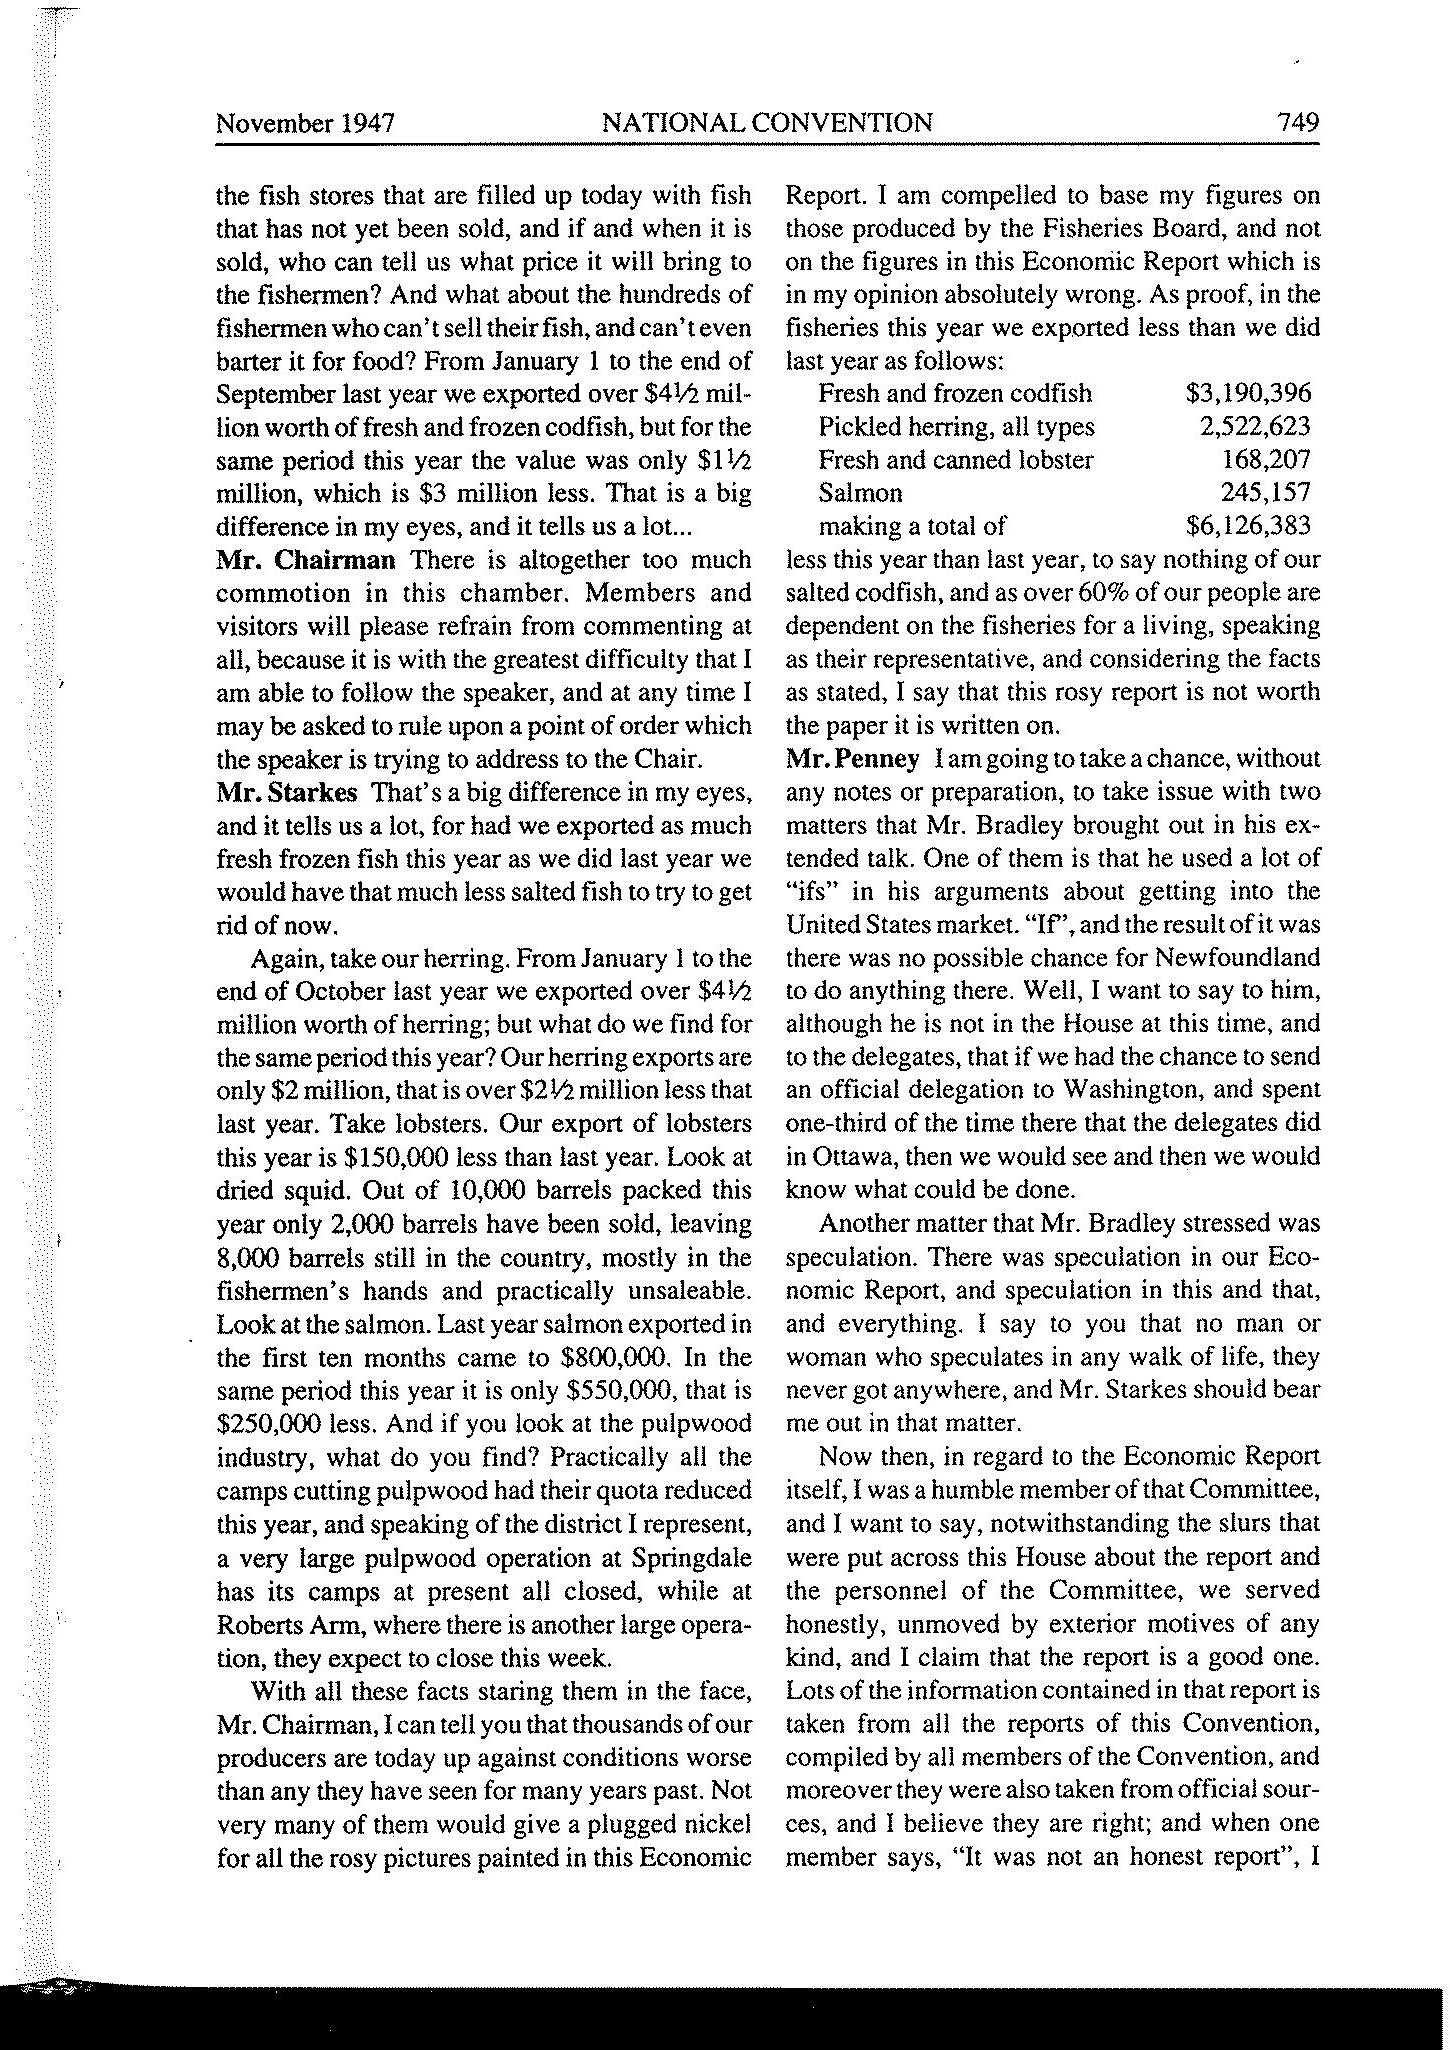 November 1947 NATIONAL CONVENTION 749
the fish stores that are filled up today with fish
that has not yet been sold, and if and when it is
sold, who can tell us what price it will bring to
the fishermen? And what about the hundreds of
fishermen who can't sell their fish, and can't even
barter it for food? From January 1 to the end of
September last year we exported over $4½ mil-
lion worth of fresh and frozen codfish, but for the
same period this year the value was only $1½
million, which is $3 million less. That is a big
difference in my eyes, and it tells us a lot...
Mr. Chairman There is altogether too much
commotion in this chamber. Members and
visitors will please refrain from commenting at
all, because it is with the greatest difficulty that I
am able to follow the speaker, and at any time I
may be asked to rule upon a point of order which
the speaker is trying to address to the Chair.
Mr. Starkes That's a big difference in my eyes,
and it tells us a lot, for had we exported as much
fresh frozen fish this year as we did last year we
would have that much less salted fish to try to get
rid of now.
Again, take our herring. From January 1 to the
end of October last year we exported over $4½
million worth of herring; but what do we find for
the same period this year? Our herring exports are
only $2 million, that is over $2½ million less that
last year. Take lobsters. Our export of lobsters
this year is $150,000 less than last year. Look at
dried squid. Out of 10,000 barrels packed this
year only 2,000 barrels have been sold, leaving
8,000 barrels still in the country, mostly in the
fishermen's hands and practically unsaleable.
Look at the salmon. Last year salmon exported in
the first ten months came to $800,000. In the
same period this year it is only $550,000, that is
$250,000 less. And if you look at the pulpwood
industry, what do you find? Practically all the
camps cutting pulpwood had their quota reduced
this year, and speaking of the district I represent,
a very large pulpwood operation at Springdale
has its camps at present all closed, while at
Roberts Arm, where there is another large opera-
tion, they expect to close this week.
With all these facts staring them in the face,
Mr. Chairman, I can tell you that thousands of our
producers are today up against conditions worse
than any they have seen for many years past. Not
very many of them would give a plugged nickel
for all the rosy pictures painted in this Economic
Report. I am compelled to base my figures on
those produced by the Fisheries Board, and not
on the figures in this Economic Report which is
in my opinion absolutely wrong. As proof, in the
fisheries this year we exported less than we did
last year as follows:
Fresh and frozen codfish $3,190,396
Pickled herring, all types 2,522,623
Fresh and canned lobster 168,207
Salmon 245,157
making a total of $6,126,383
less this year than last year, to say nothing of our
salted codfish, and as over 60% of our people are
dependent on the fisheries for a living, speaking
as their representative, and considering the facts
as stated, I say that this rosy report is not worth
the paper it is written on.
Mr. Penney I am going to take a chance, without
any notes or preparation, to take issue with two
matters that Mr. Bradley brought out in his ex-
tended talk. One of them is that he used a lot of
“ifs” in his arguments about getting into the
United States market. “If”, and the result of it was
there was no possible chance for Newfoundland
to do anything there. Well, I want to say to him,
although he is not in the House at this time, and
to the delegates, that if we had the chance to send
an official delegation to Washington, and spent
one-third of the time there that the delegates did
in Ottawa, then we would see and then we would
know what could be done.
Another matter that Mr. Bradley stressed was
speculation. There was speculation in our Eco-
nomic Report, and speculation in this and that,
and everything. I say to you that no man or
woman who speculates in any walk of life, they
never got anywhere, and Mr. Starkes should bear
me out in that matter.
Now then, in regard to the Economic Report
itself, I was a humble member of that Committee,
and I want to say, notwithstanding the slurs that
were put across this House about the report and
the personnel of the Committee, we served
honestly, unmoved by exterior motives of any
kind, and I claim that the report is a good one.
Lots of the information contained in that report is
taken from all the reports of this Convention,
compiled by all members of the Convention, and
moreover they were also taken from official sour-
ces, and I believe they are right; and when one
member says, “It was not an honest report”, I